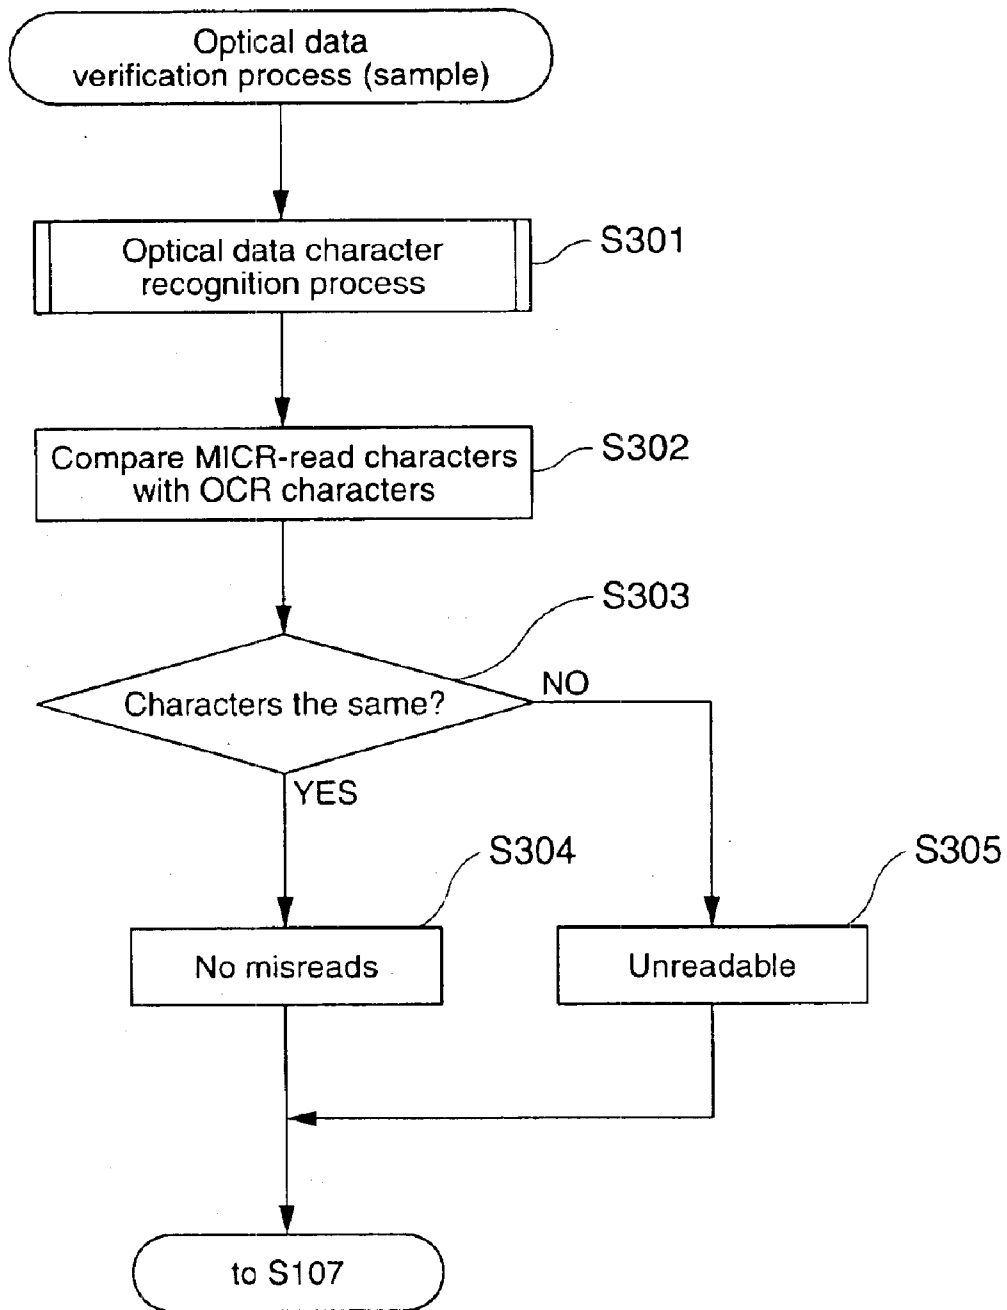 Optical data
verification process (sample)
Optical data character
recognition process
S301
Compare MICR-read characters
with OCR characters
S302
S303
Characters the same?
NO
YES
S304
S305
No misreads
Unreadable
to S107